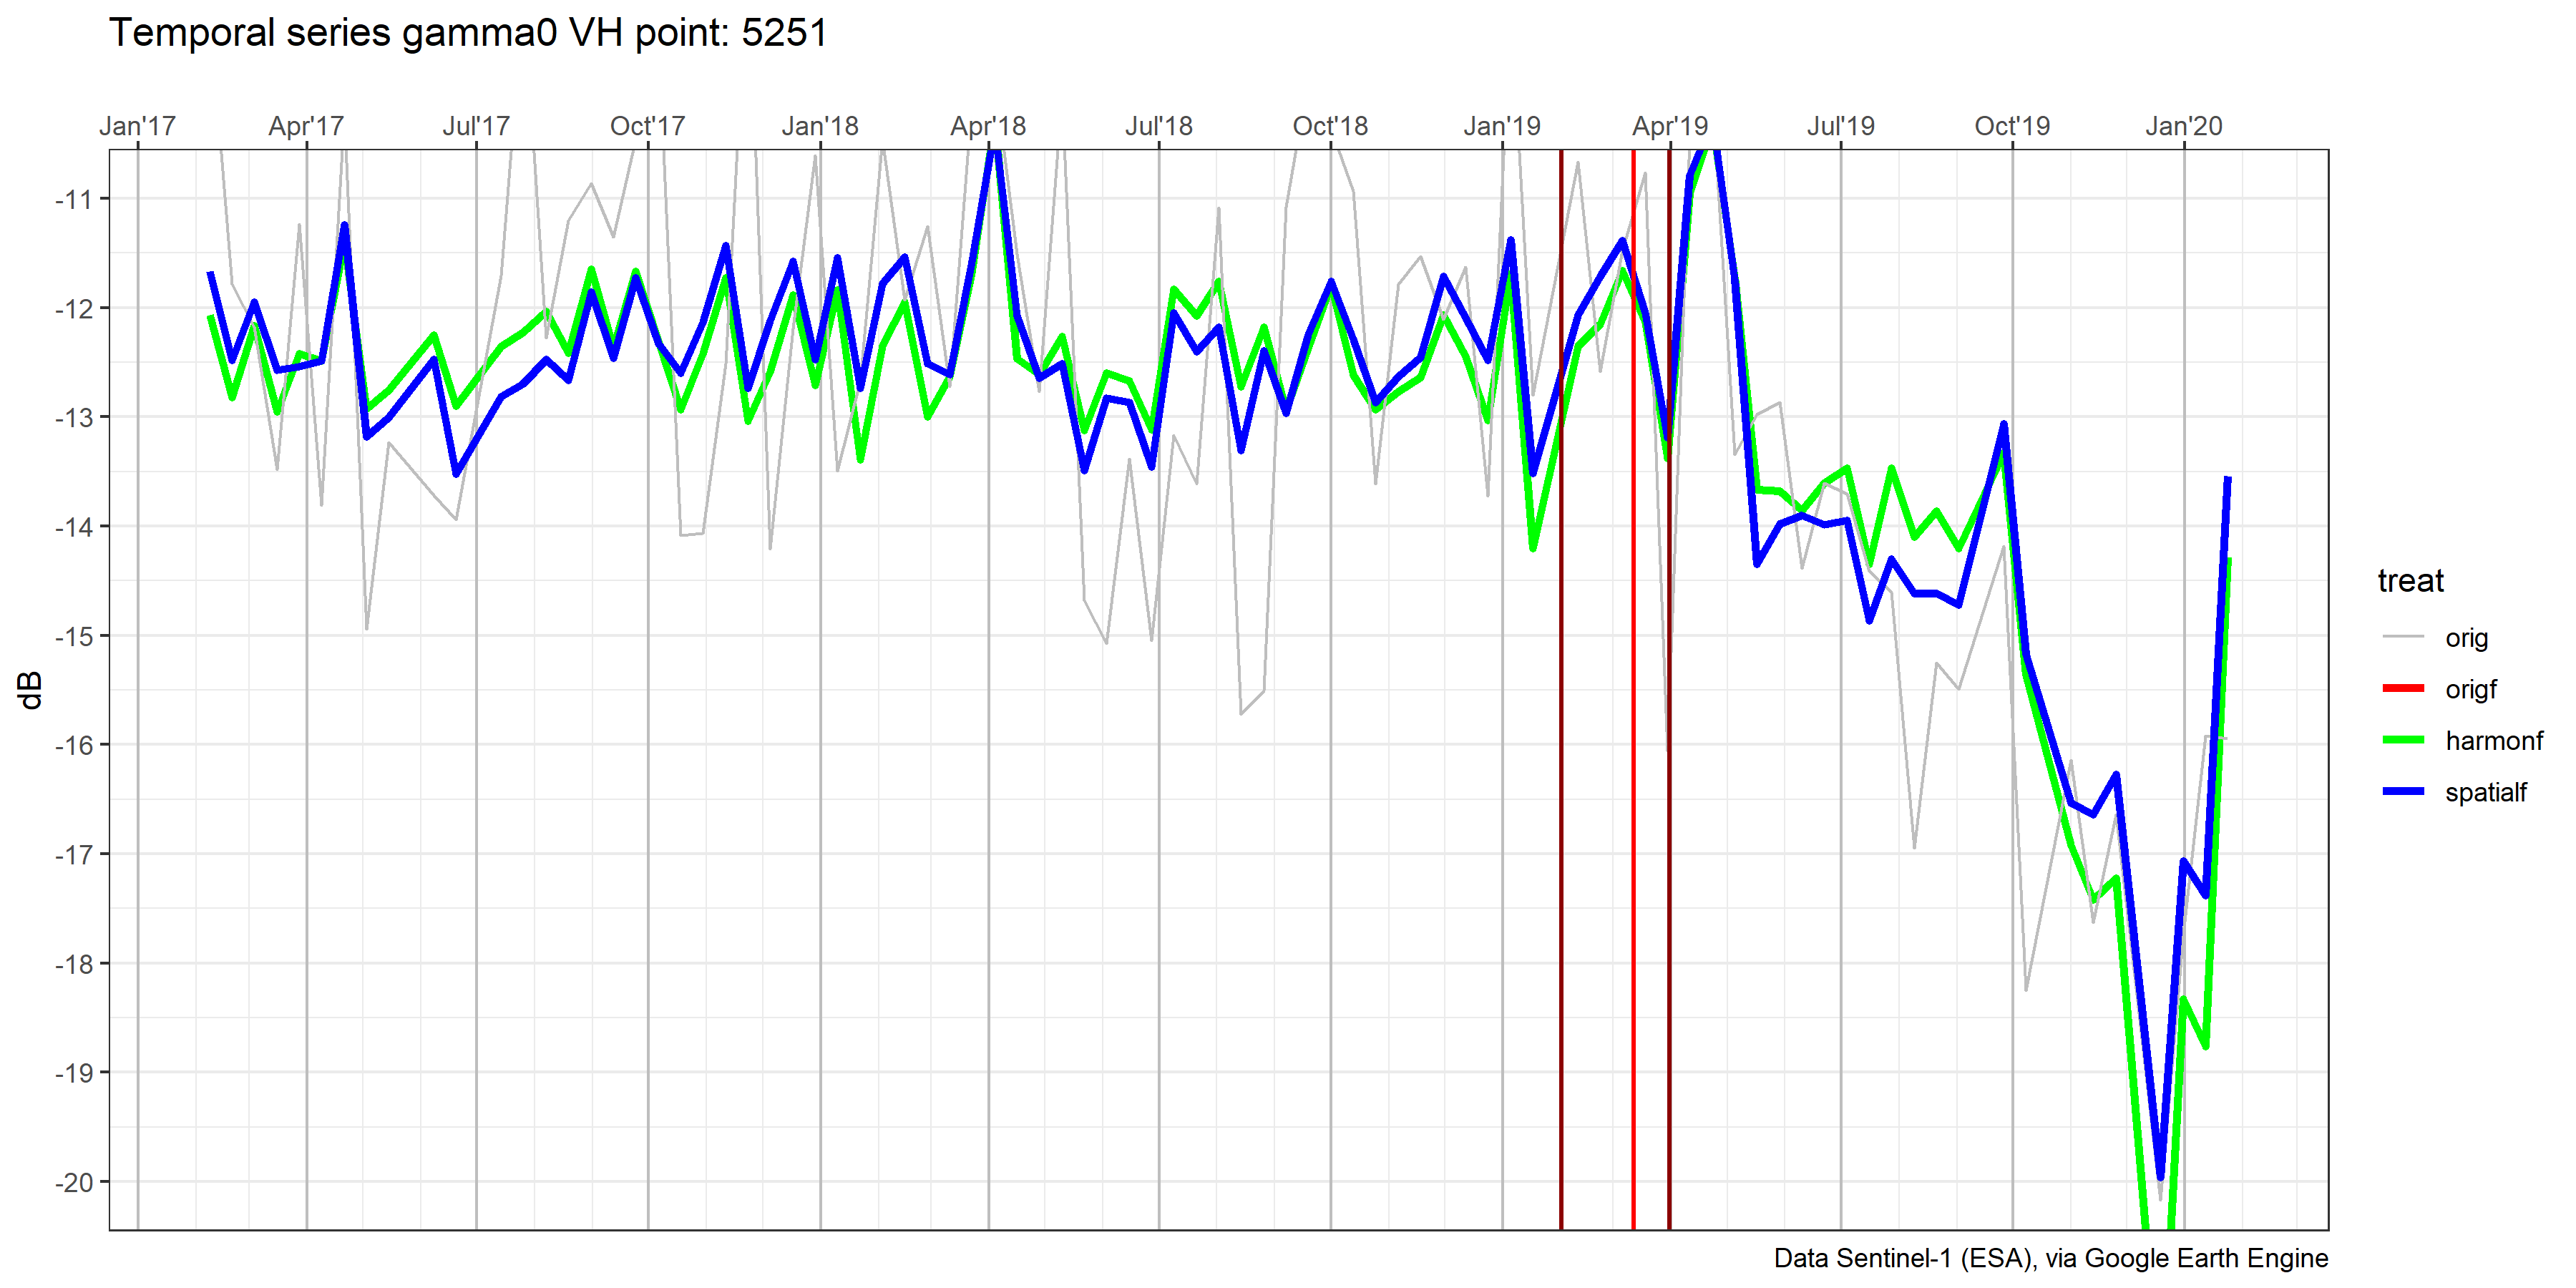 Temporal series gamma0 VH point: 5251
Jan'17 Apr'17 Jul'17 Oct'17 Jan'18 Apr'18 Jul'18 Oct'18 Jan'19 Apr'19 Jul'19 Oct'19 Jan'20
-11
-12
-13
-14
-15
-16
-17
-18
-19
-20
dB
treat
orig
origf
harmonf
spatialf
Data Sentinel-1 (ESA), via Google Earth Engine